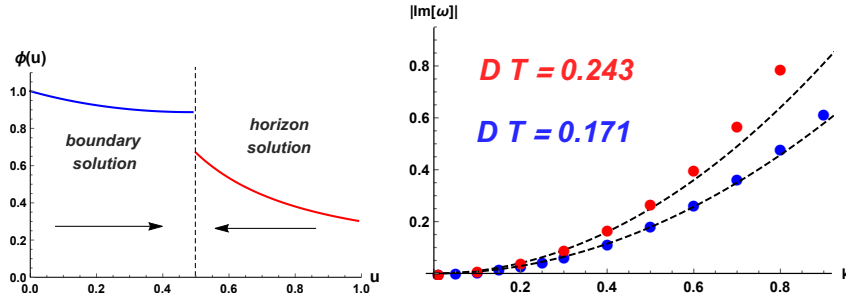 ϕ(u)
1.0
0.8
0.6
0.4
0.2
0.0
0.0 0.2 0.4 0.6 0.8 1.0
u
boundary
solution
horizon
solution
|Im[ω]|
0.8
0.6
0.4
0.2
0.2 0.4 0.6 0.8
D T = 0.243
D T = 0.171